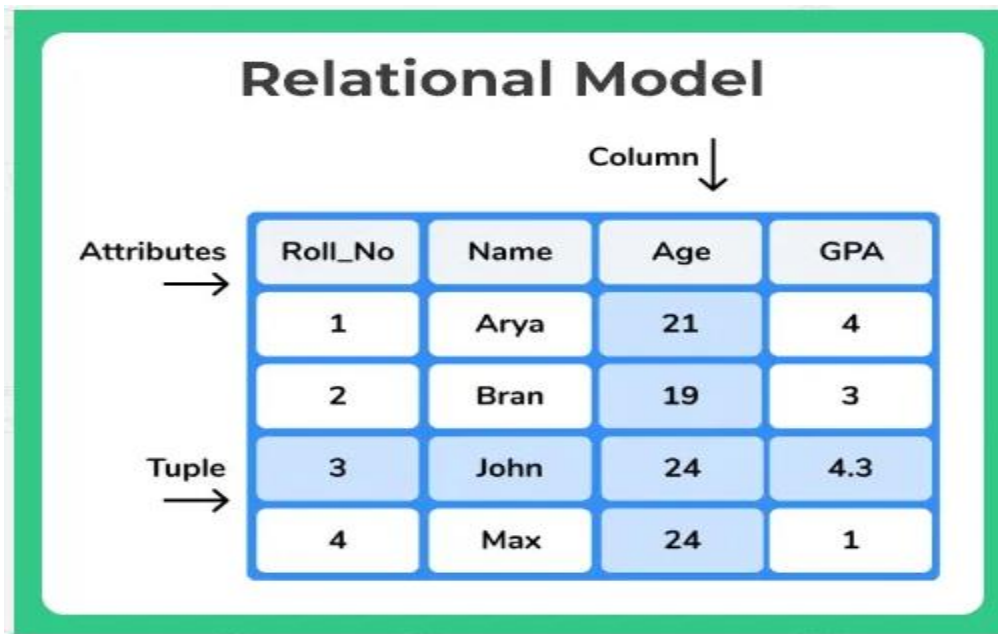 Relational Model
Column
Attributes
Roll_No Name Age GPA
1 Arya 21 4
2 Bran 19 3
Tuple
3 John 24 4.3
4 Max 24 1